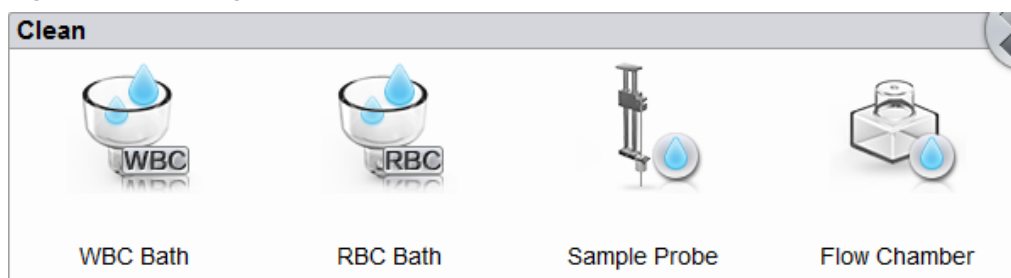 Clean
WBC
RBC
WBC Bath
RBC Bath
Sample Probe
Flow Chamber